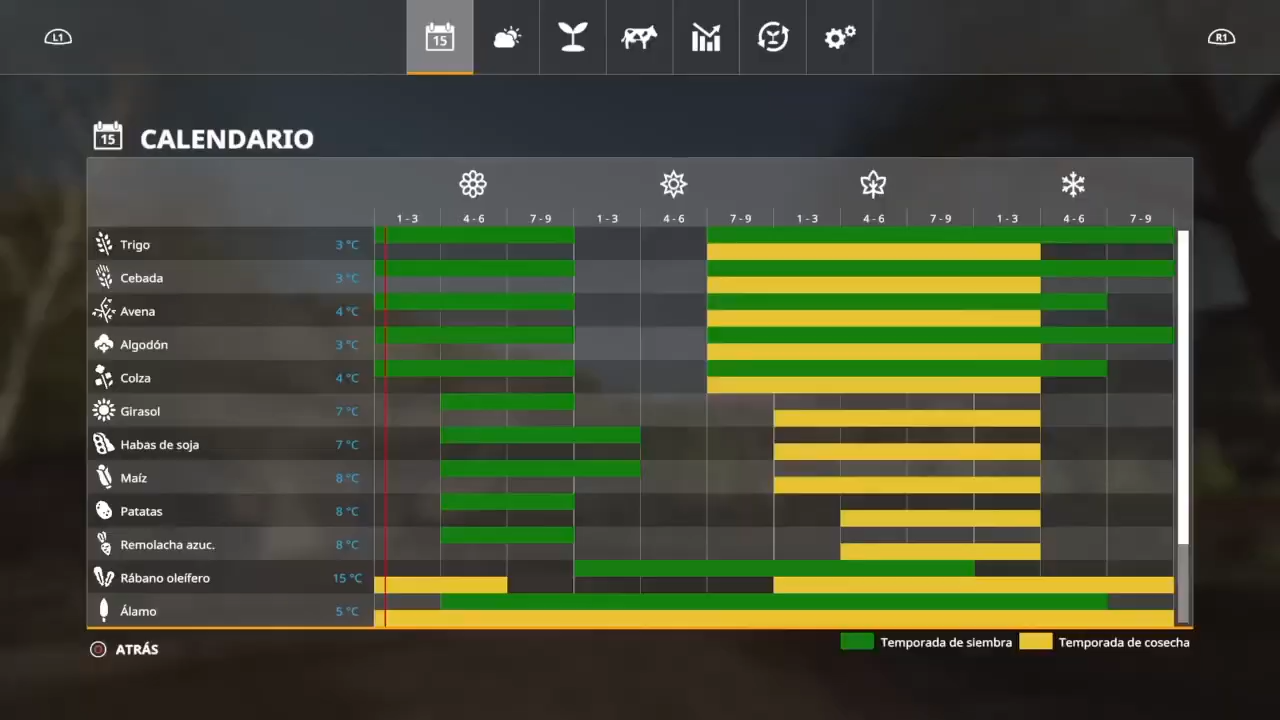 L1
15
R1
15 CALENDARIO
1 - 3 4 - 6 7 - 9 1 - 3 4 - 6 7 - 9 1 - 3 4 - 6 7 - 9 1 - 3 4 - 6 7 - 9
Trigo 3 °C
Cebada 3 °C
Avena 4 °C
Algodón 3 °C
Colza 4 °C
Girasol 7 °C
Habas de soja 7 °C
Maíz 8 °C
Patatas 8 °C
Remolacha azuc. 8 °C
Rábano oleífero 15 °C
Álamo 5 °C
Temporada de siembra Temporada de cosecha
ATRÁS